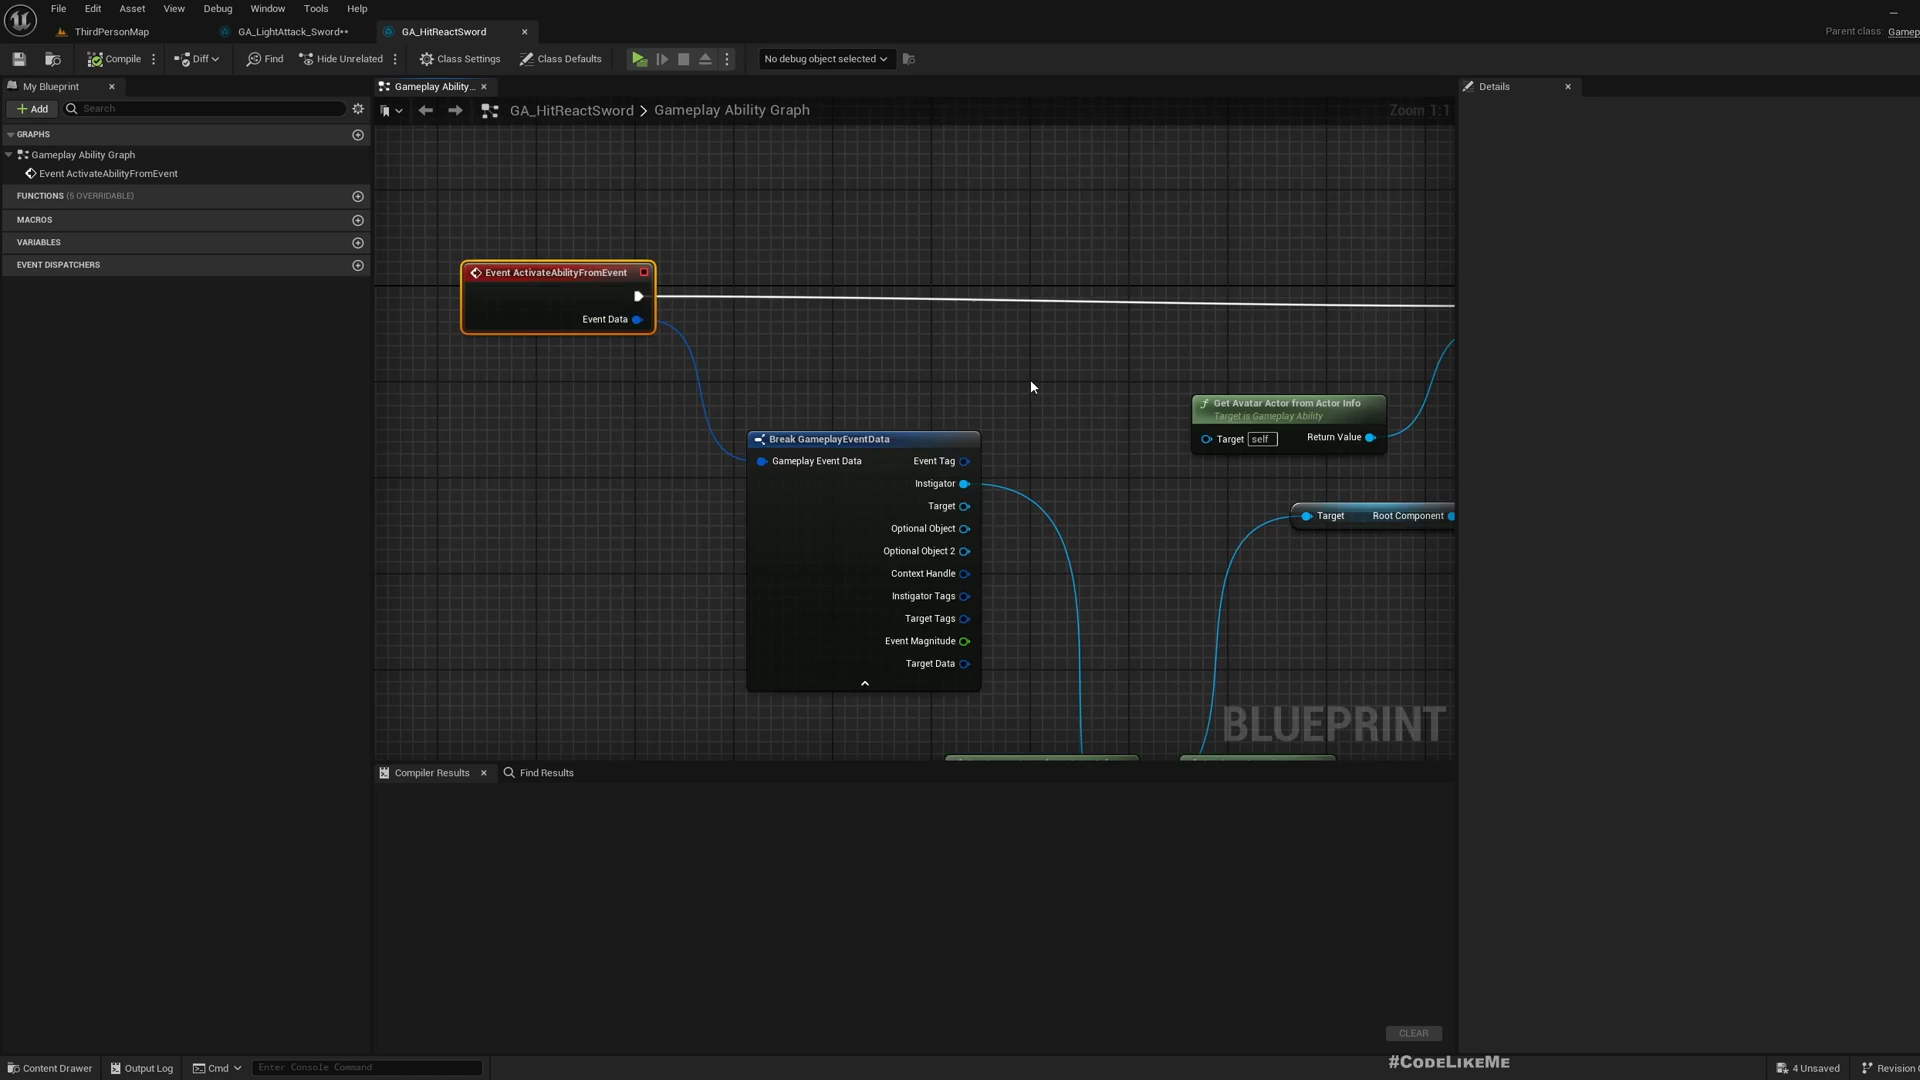 File Edit Asset View Debug Window Tools Help
ThirdPersonMap GA_LightAttack_Sword** GA_HitReactSword
Parent class: Gamep
Compile Diff Find Hide Unrelated Class Settings Class Defaults No debug object selected
My Blueprint
Add Search
GRAPHS
Gameplay Ability Graph
Event ActivateAbilityFromEvent
FUNCTIONS (5 OVERRIDABLE)
MACROS
VARIABLES
EVENT DISPATCHERS
Gameplay Ability...
GA_HitReactSword > Gameplay Ability Graph
Zoom 1:1
Event ActivateAbilityFromEvent
Event Data
Get Avatar Actor from Actor Info
Target is Gameplay Ability
Target self Return Value
Break GameplayEventData
Gameplay Event Data Event Tag
Instigator
Target
Optional Object
Optional Object 2
Context Handle
Instigator Tags
Target Tags
Event Magnitude
Target Data
Target Root Component
BLUEPRINT
Compiler Results Find Results
CLEAR
Details
Content Drawer Output Log Cmd Enter Console Command
#CodeLikeMe
4 Unsaved Revision